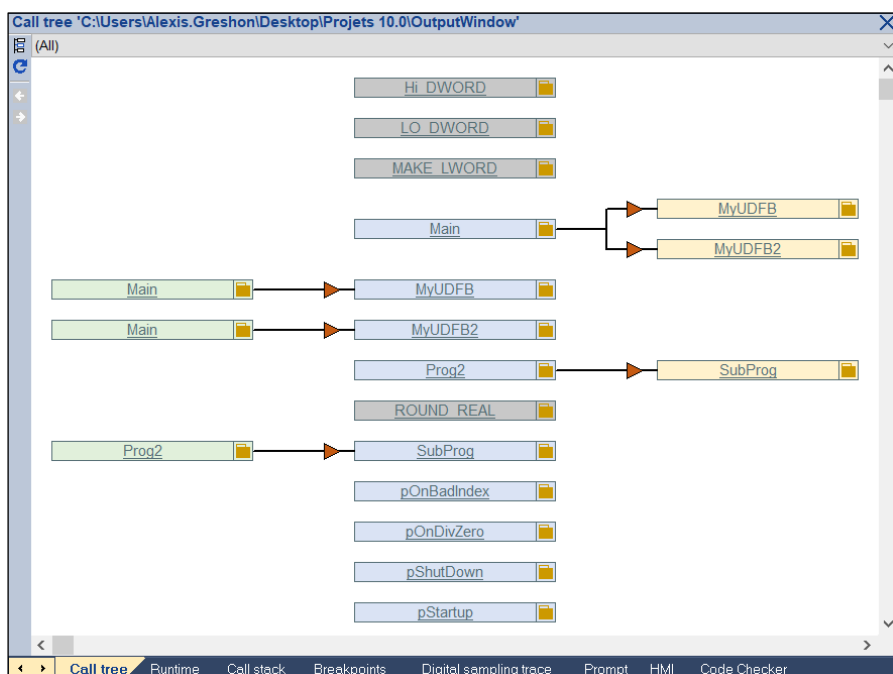 Call tree 'C:\Users\Alexis.Greshon\Desktop\Projets 10.0\OutputWindow'
(All)
Hi_DWORD
LO_DWORD
MAKE_LWORD
MyUDFB
Main
MyUDFB2
Main MyUDFB
Main MyUDFB2
Prog2 SubProg
ROUND_REAL
Prog2 SubProg
pOnBadIndex
pOnDivZero
pShutDown
pStartup
Call tree Runtime Call stack Breakpoints Digital sampling trace Prompt HMI Code Checker